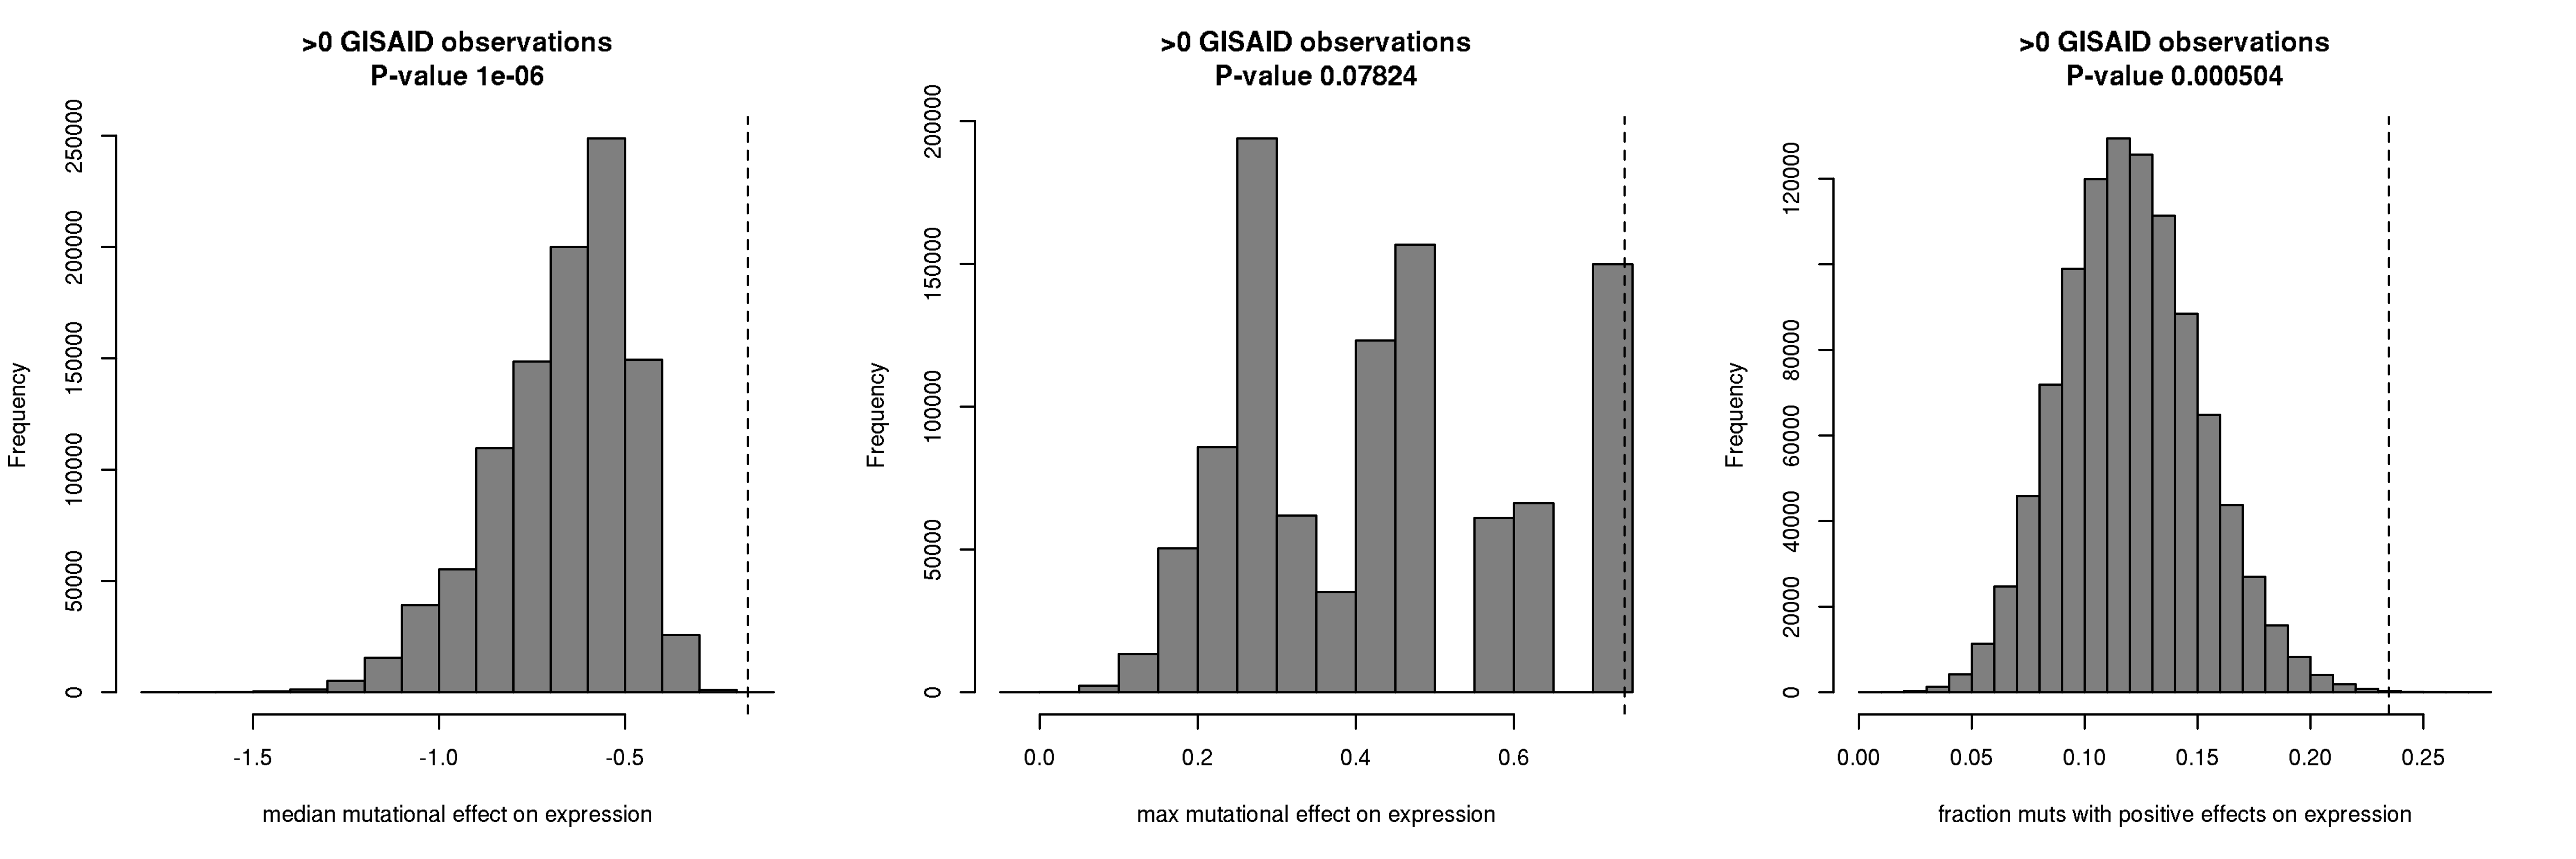 >0 GISAID observations
P-value 1e-06
Frequency
250000
200000
150000
100000
50000
0
-1.5 -1.0 -0.5
median mutational effect on expression
>0 GISAID observations
P-value 0.07824
Frequency
200000
150000
100000
50000
0
0.0 0.2 0.4 0.6
max mutational effect on expression
>0 GISAID observations
P-value 0.000504
Frequency
120000
80000
60000
40000
20000
0
0.00 0.05 0.10 0.15 0.20 0.25
fraction muts with positive effects on expression